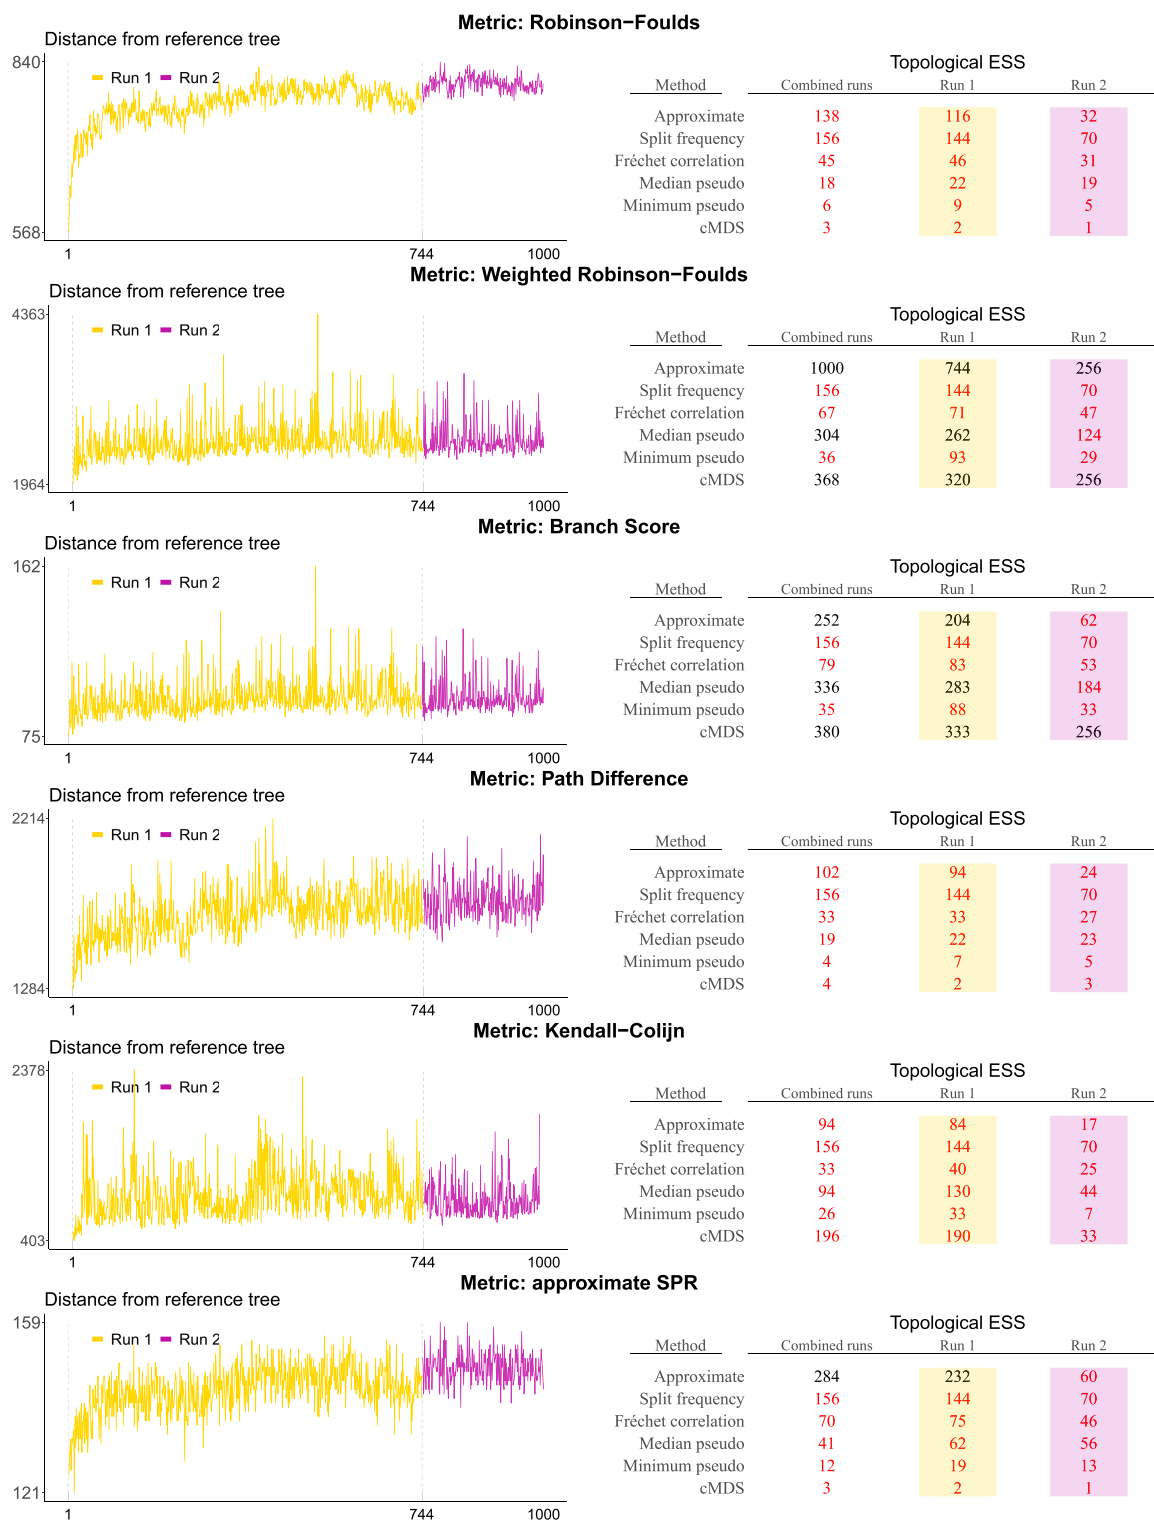 Metric: Robinson−Foulds
Distance from reference tree
840
568
Run 1 Run 2
1 744 1000
Topological ESS
Method Combined runs Run 1 Run 2
Approximate 138 116 32
Split frequency 156 144 70
Fréchet correlation 45 46 31
Median pseudo 18 22 19
Minimum pseudo 6 9 5
cMDS 3 2 1
Metric: Weighted Robinson−Foulds
Distance from reference tree
4363
1964
Run 1 Run 2
1 744 1000
Topological ESS
Method Combined runs Run 1 Run 2
Approximate 1000 744 256
Split frequency 156 144 70
Fréchet correlation 67 71 47
Median pseudo 304 262 124
Minimum pseudo 36 93 29
cMDS 368 320 256
Metric: Branch Score
Distance from reference tree
162
75
Run 1 Run 2
1 744 1000
Topological ESS
Method Combined runs Run 1 Run 2
Approximate 252 204 62
Split frequency 156 144 70
Fréchet correlation 79 83 53
Median pseudo 336 283 184
Minimum pseudo 35 88 33
cMDS 380 333 256
Metric: Path Difference
Distance from reference tree
2214
1284
Run 1 Run 2
1 744 1000
Topological ESS
Method Combined runs Run 1 Run 2
Approximate 102 94 24
Split frequency 156 144 70
Fréchet correlation 33 33 27
Median pseudo 19 22 23
Minimum pseudo 4 7 5
cMDS 4 2 3
Metric: Kendall−Colijn
Distance from reference tree
2378
403
Run 1 Run 2
1 744 1000
Topological ESS
Method Combined runs Run 1 Run 2
Approximate 94 84 17
Split frequency 156 144 70
Fréchet correlation 33 40 25
Median pseudo 94 130 44
Minimum pseudo 26 33 7
cMDS 196 190 33
Metric: approximate SPR
Distance from reference tree
159
121
Run 1 Run 2
1 744 1000
Topological ESS
Method Combined runs Run 1 Run 2
Approximate 284 232 60
Split frequency 156 144 70
Fréchet correlation 70 75 46
Median pseudo 41 62 56
Minimum pseudo 12 19 13
cMDS 3 2 1